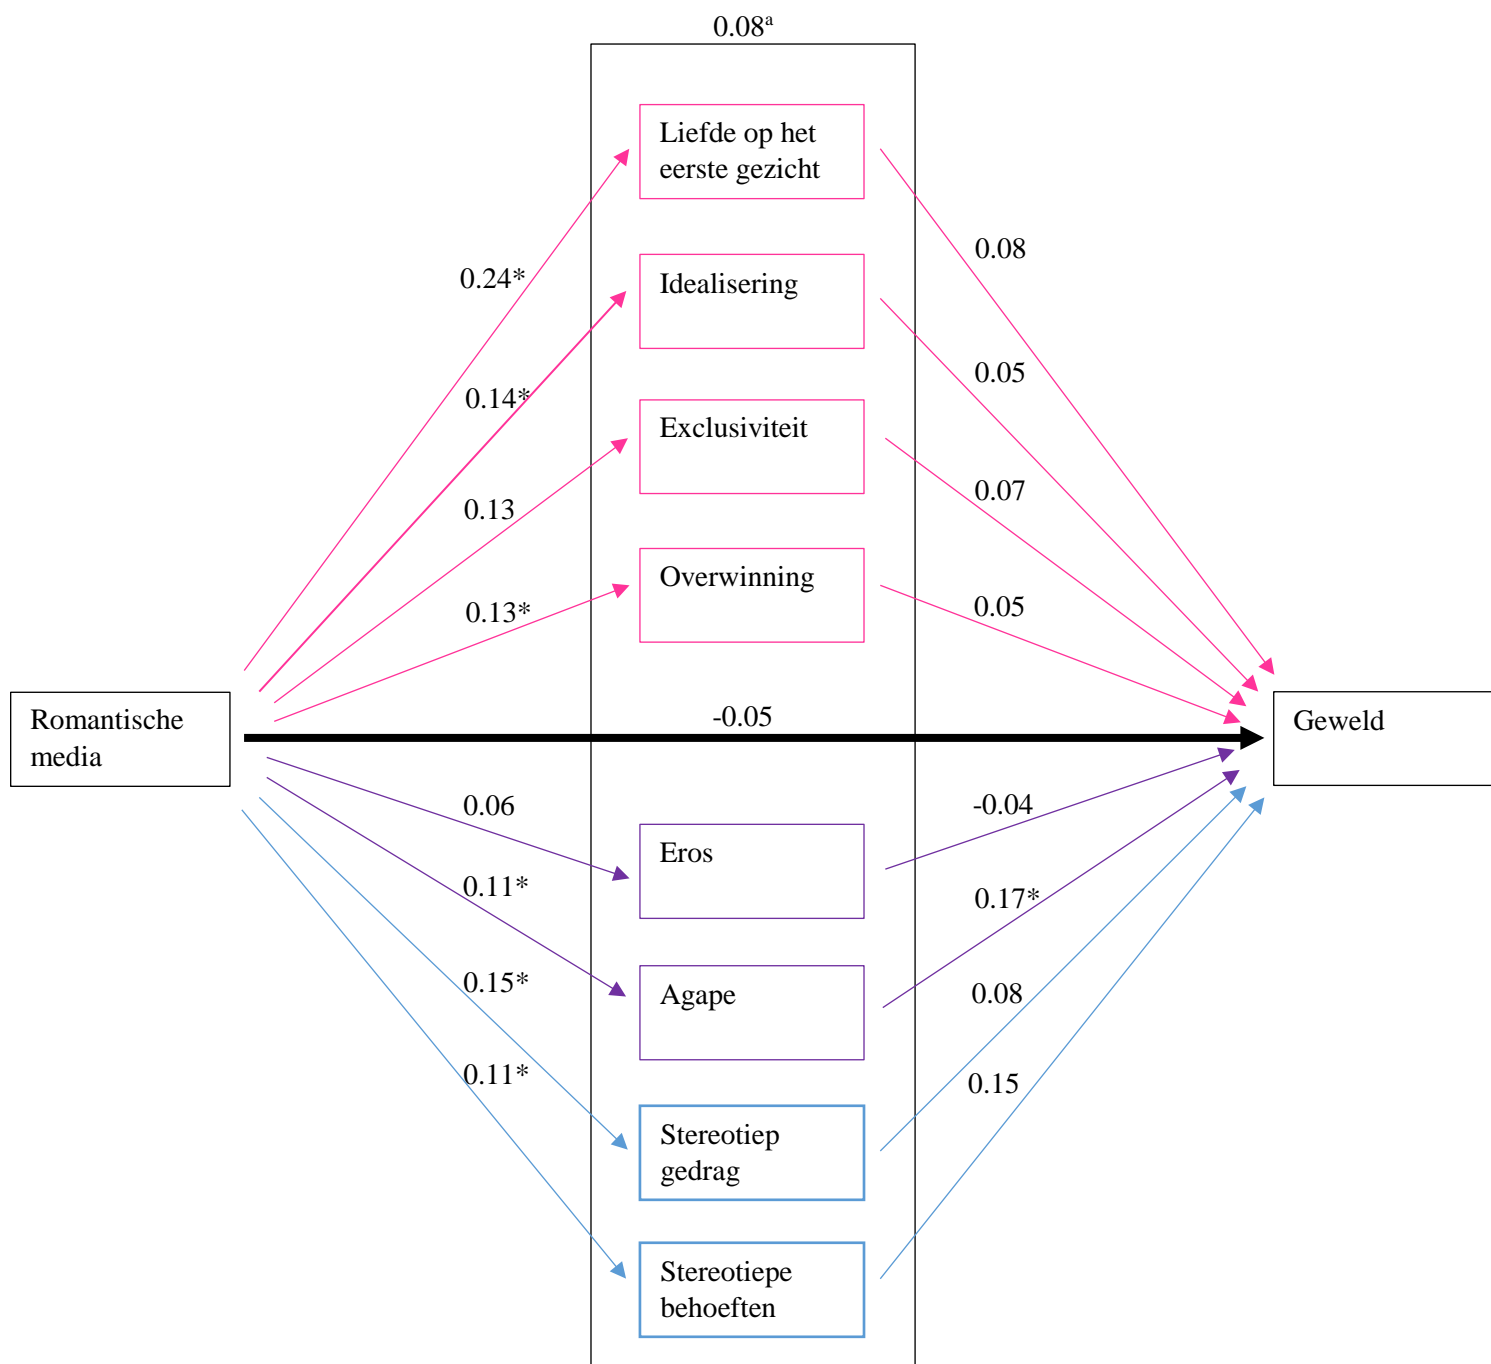 0.08ᵃ
Liefde op het
eerste gezicht
0.08
0.24*
Idealisering
0.05
0.14*
Exclusiviteit
0.07
0.13
Overwinning
0.05
0.13*
Romantische
media
-0.05
Geweld
0.06
-0.04
Eros
0.11*
0.17*
Agape
0.15*
0.08
0.11*
0.15
Stereotiep
gedrag
Stereotiepe
behoeften